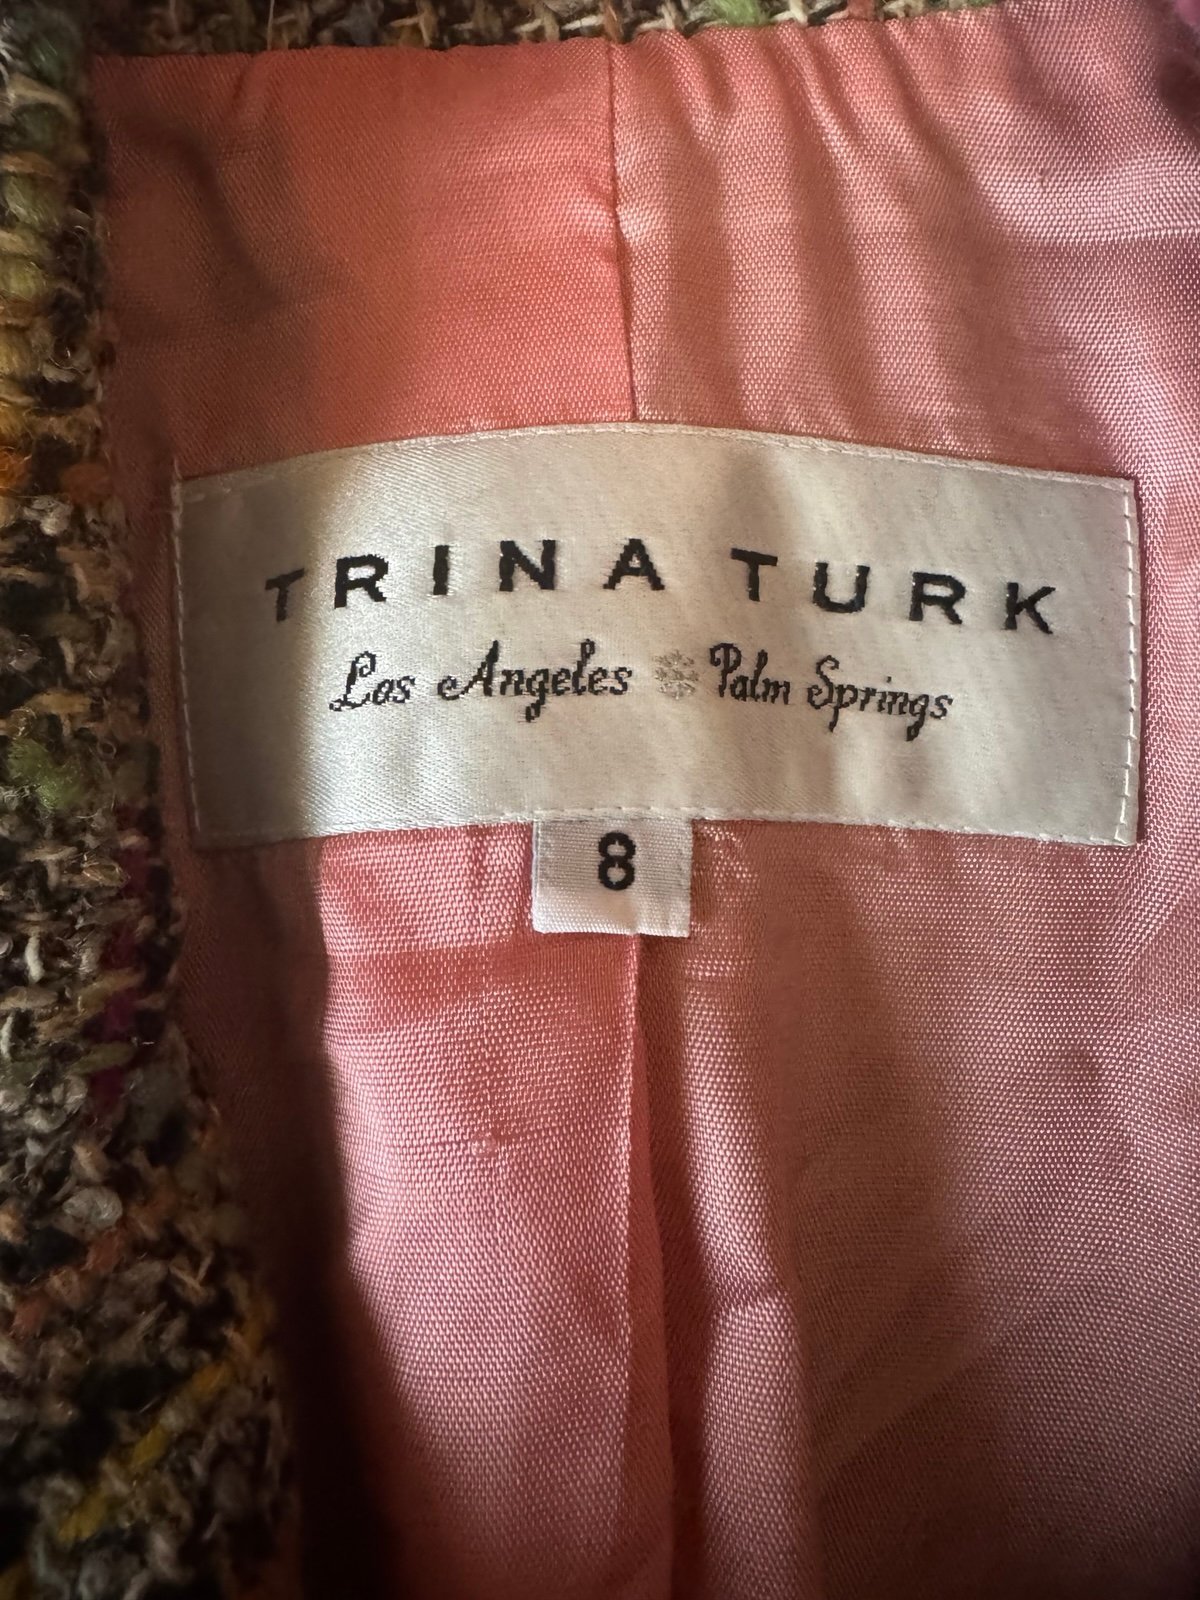 TRINA TURK
Los Angeles Palm Springs
8